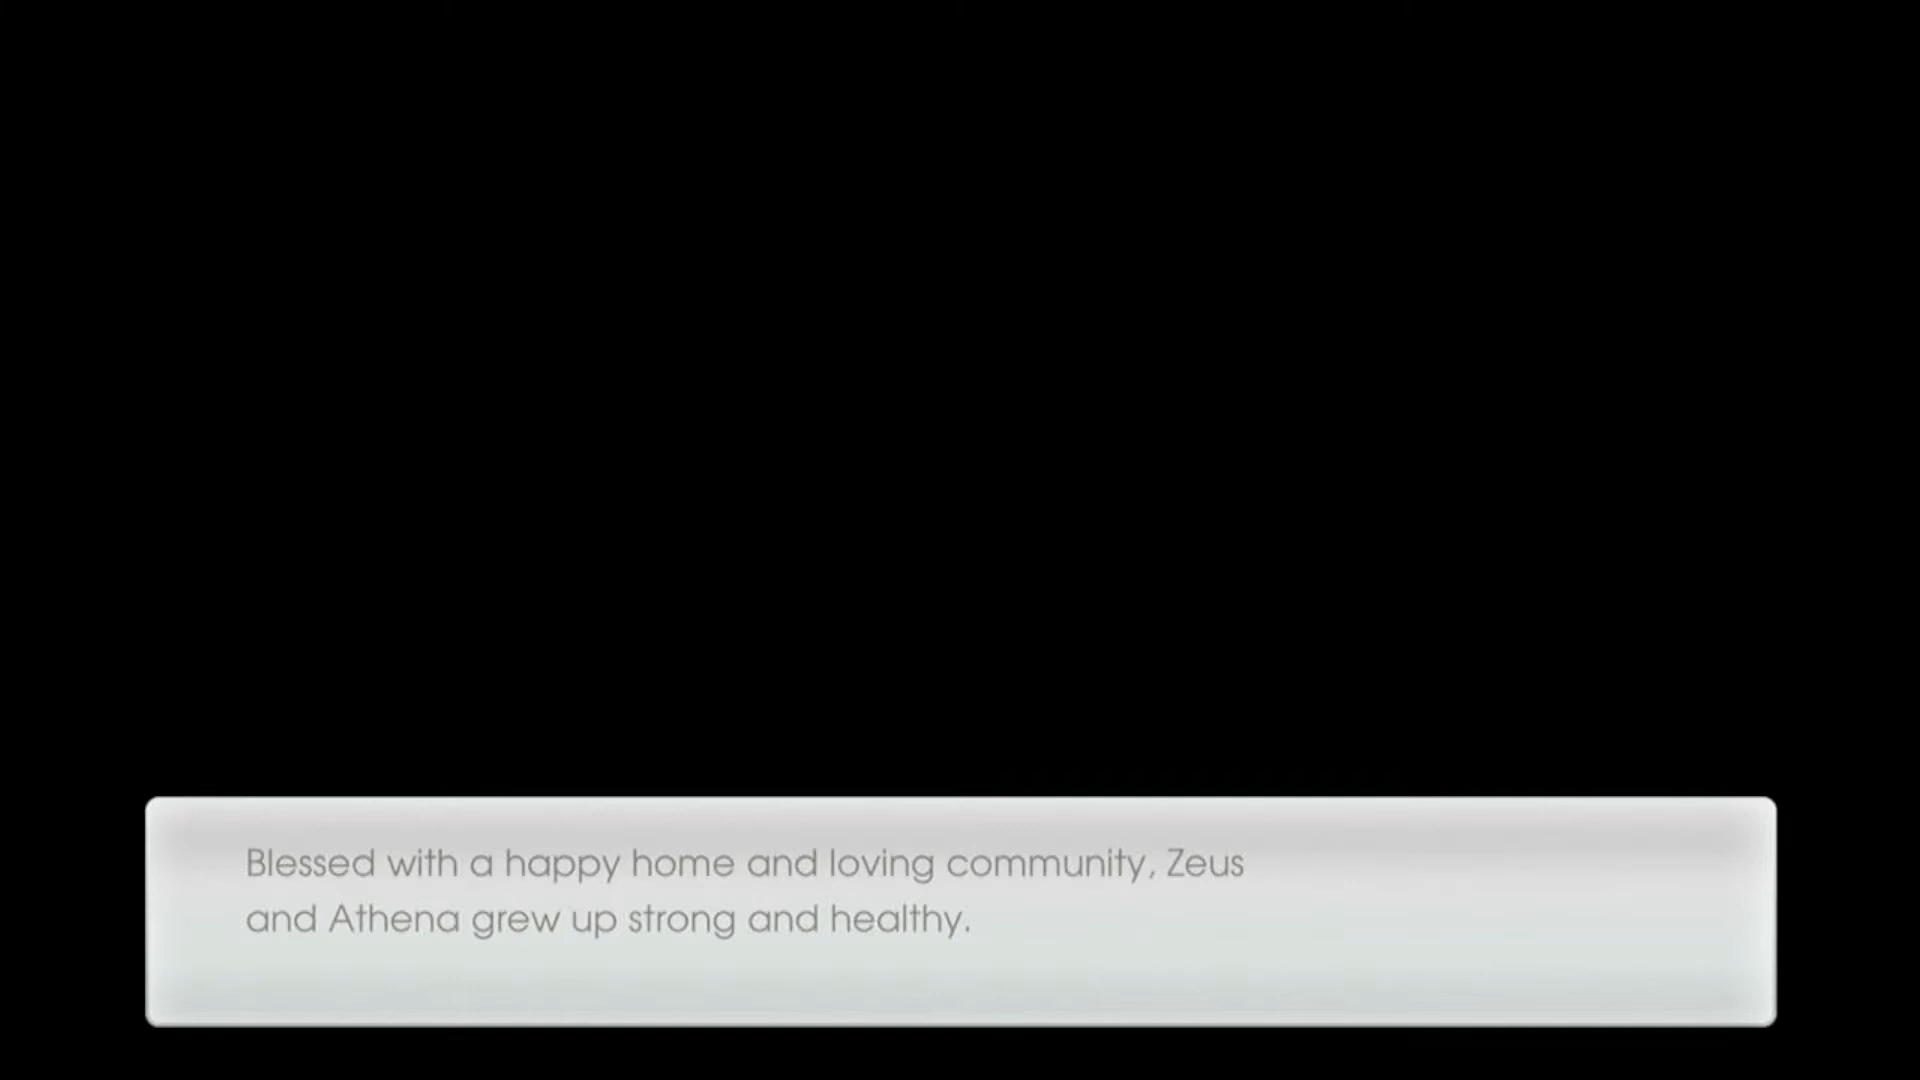 Blessed with a happy home and loving community, Zeus
and Athena grew up strong and healthy.